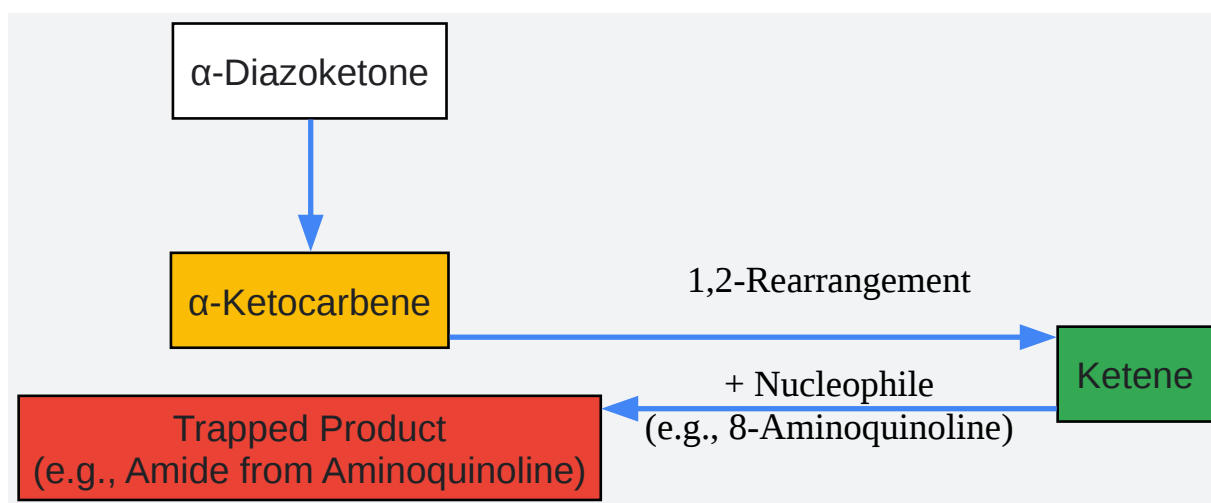 α-Diazoketone
α-Ketocarbene
1,2-Rearrangement
Ketene
+ Nucleophile
(e.g., 8-Aminoquinoline)
Trapped Product
(e.g., Amide from Aminoquinoline)